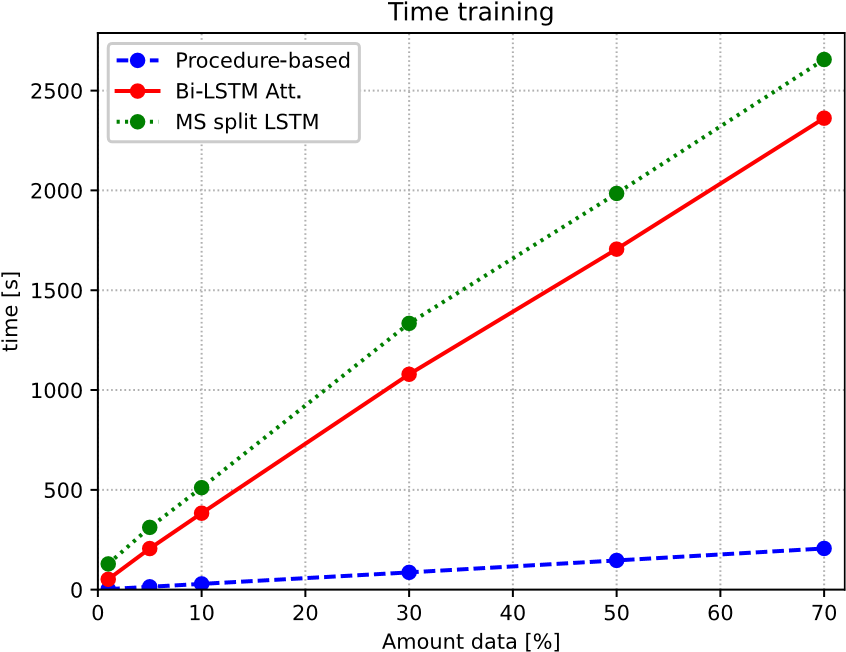 Time training
Procedure-based
Bi-LSTM Att.
MS split LSTM
time [s]
2500
2000
1500
1000
500
0
0 10 20 30 40 50 60 70
Amount data [%]